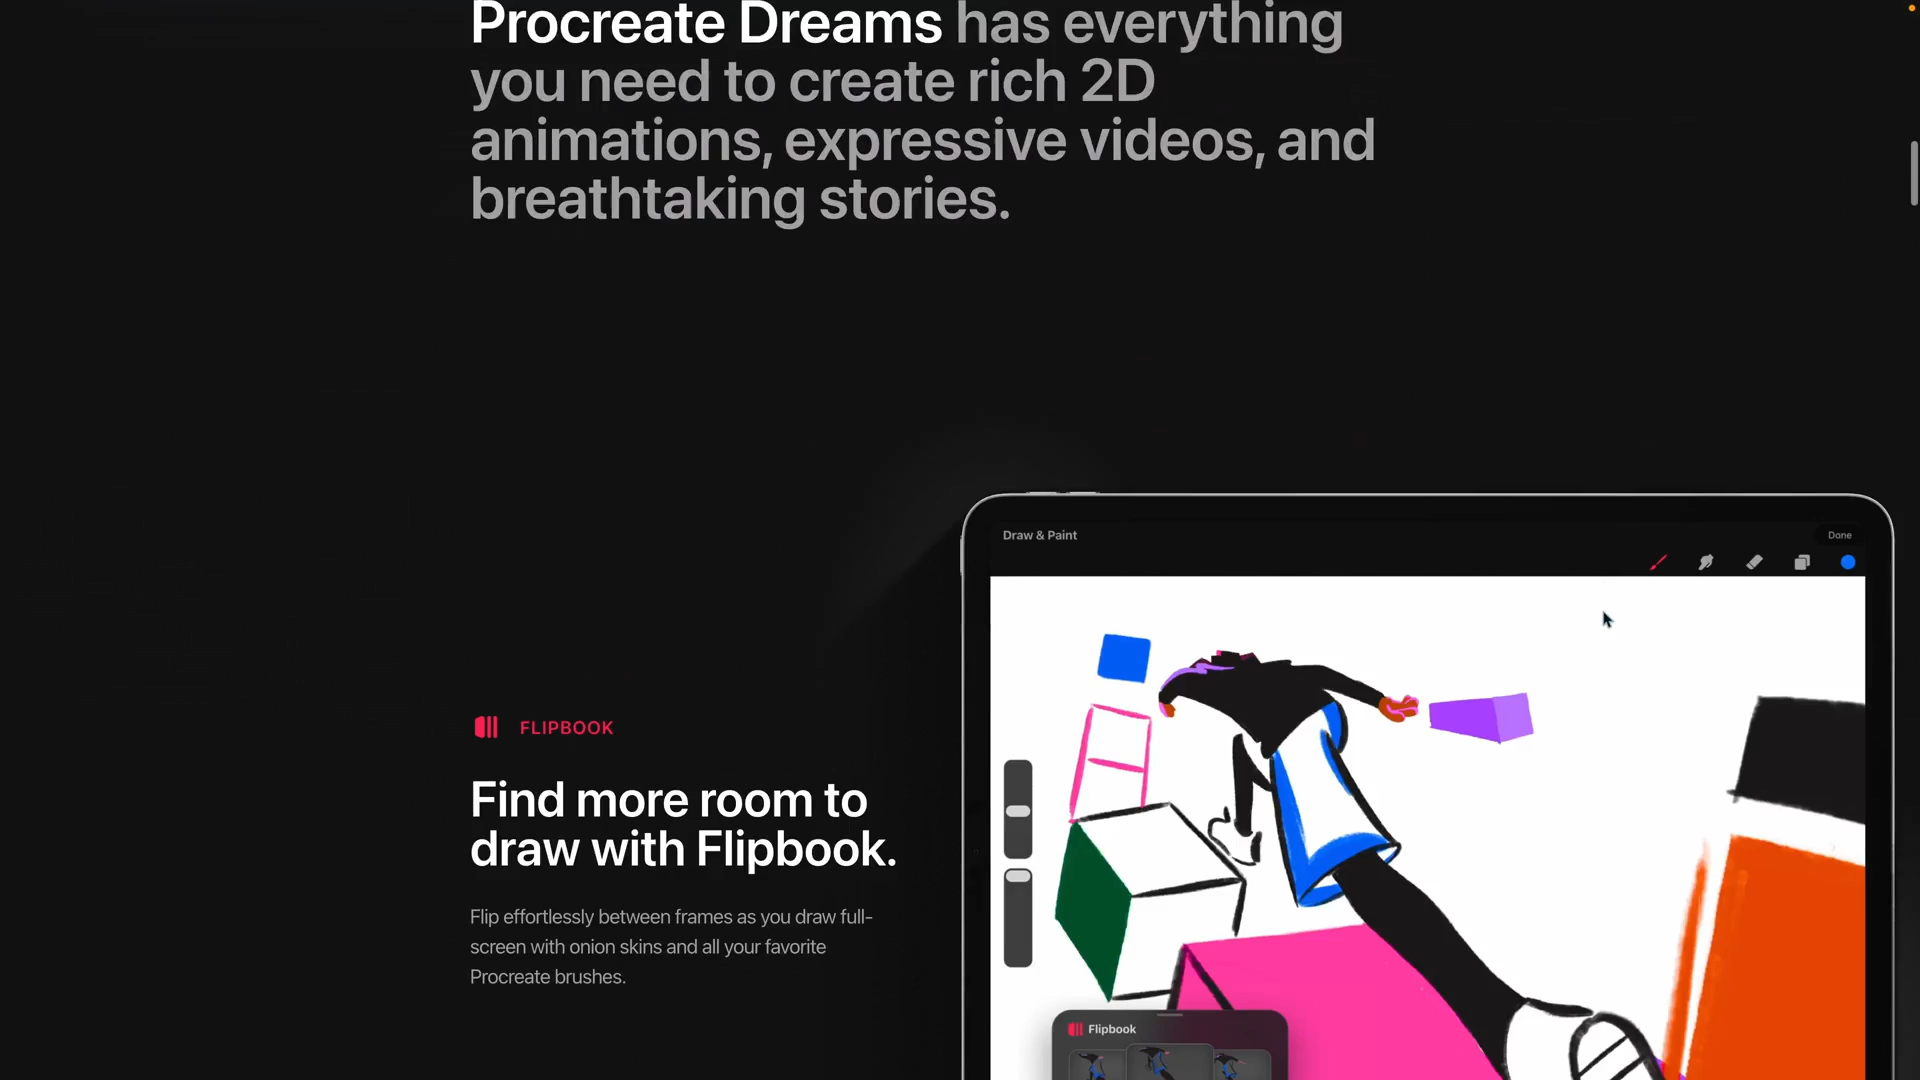 Procreate Dreams has everything
you need to create rich 2D
animations, expressive videos, and
breathtaking stories.
Draw & Paint
Done
FLIPBOOK
Find more room to
draw with Flipbook.
Flip effortlessly between frames as you draw full-
screen with onion skins and all your favorite
Procreate brushes.
Flipbook